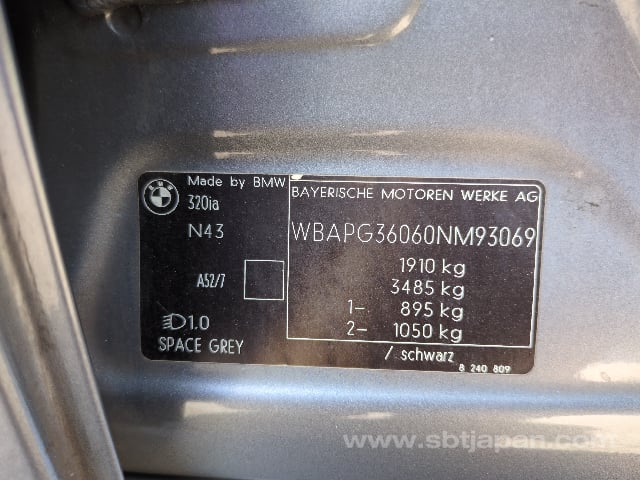 Made by BMW
320ia
N43
A52/7
1.0
SPACE GREY
BAYERISCHE MOTOREN WERKE AG
WBAPG36060NM93069
1910 kg
3485 kg
1– 895 kg
2– 1050 kg
/ schwarz
8 240 809
www.sbtjapan.com